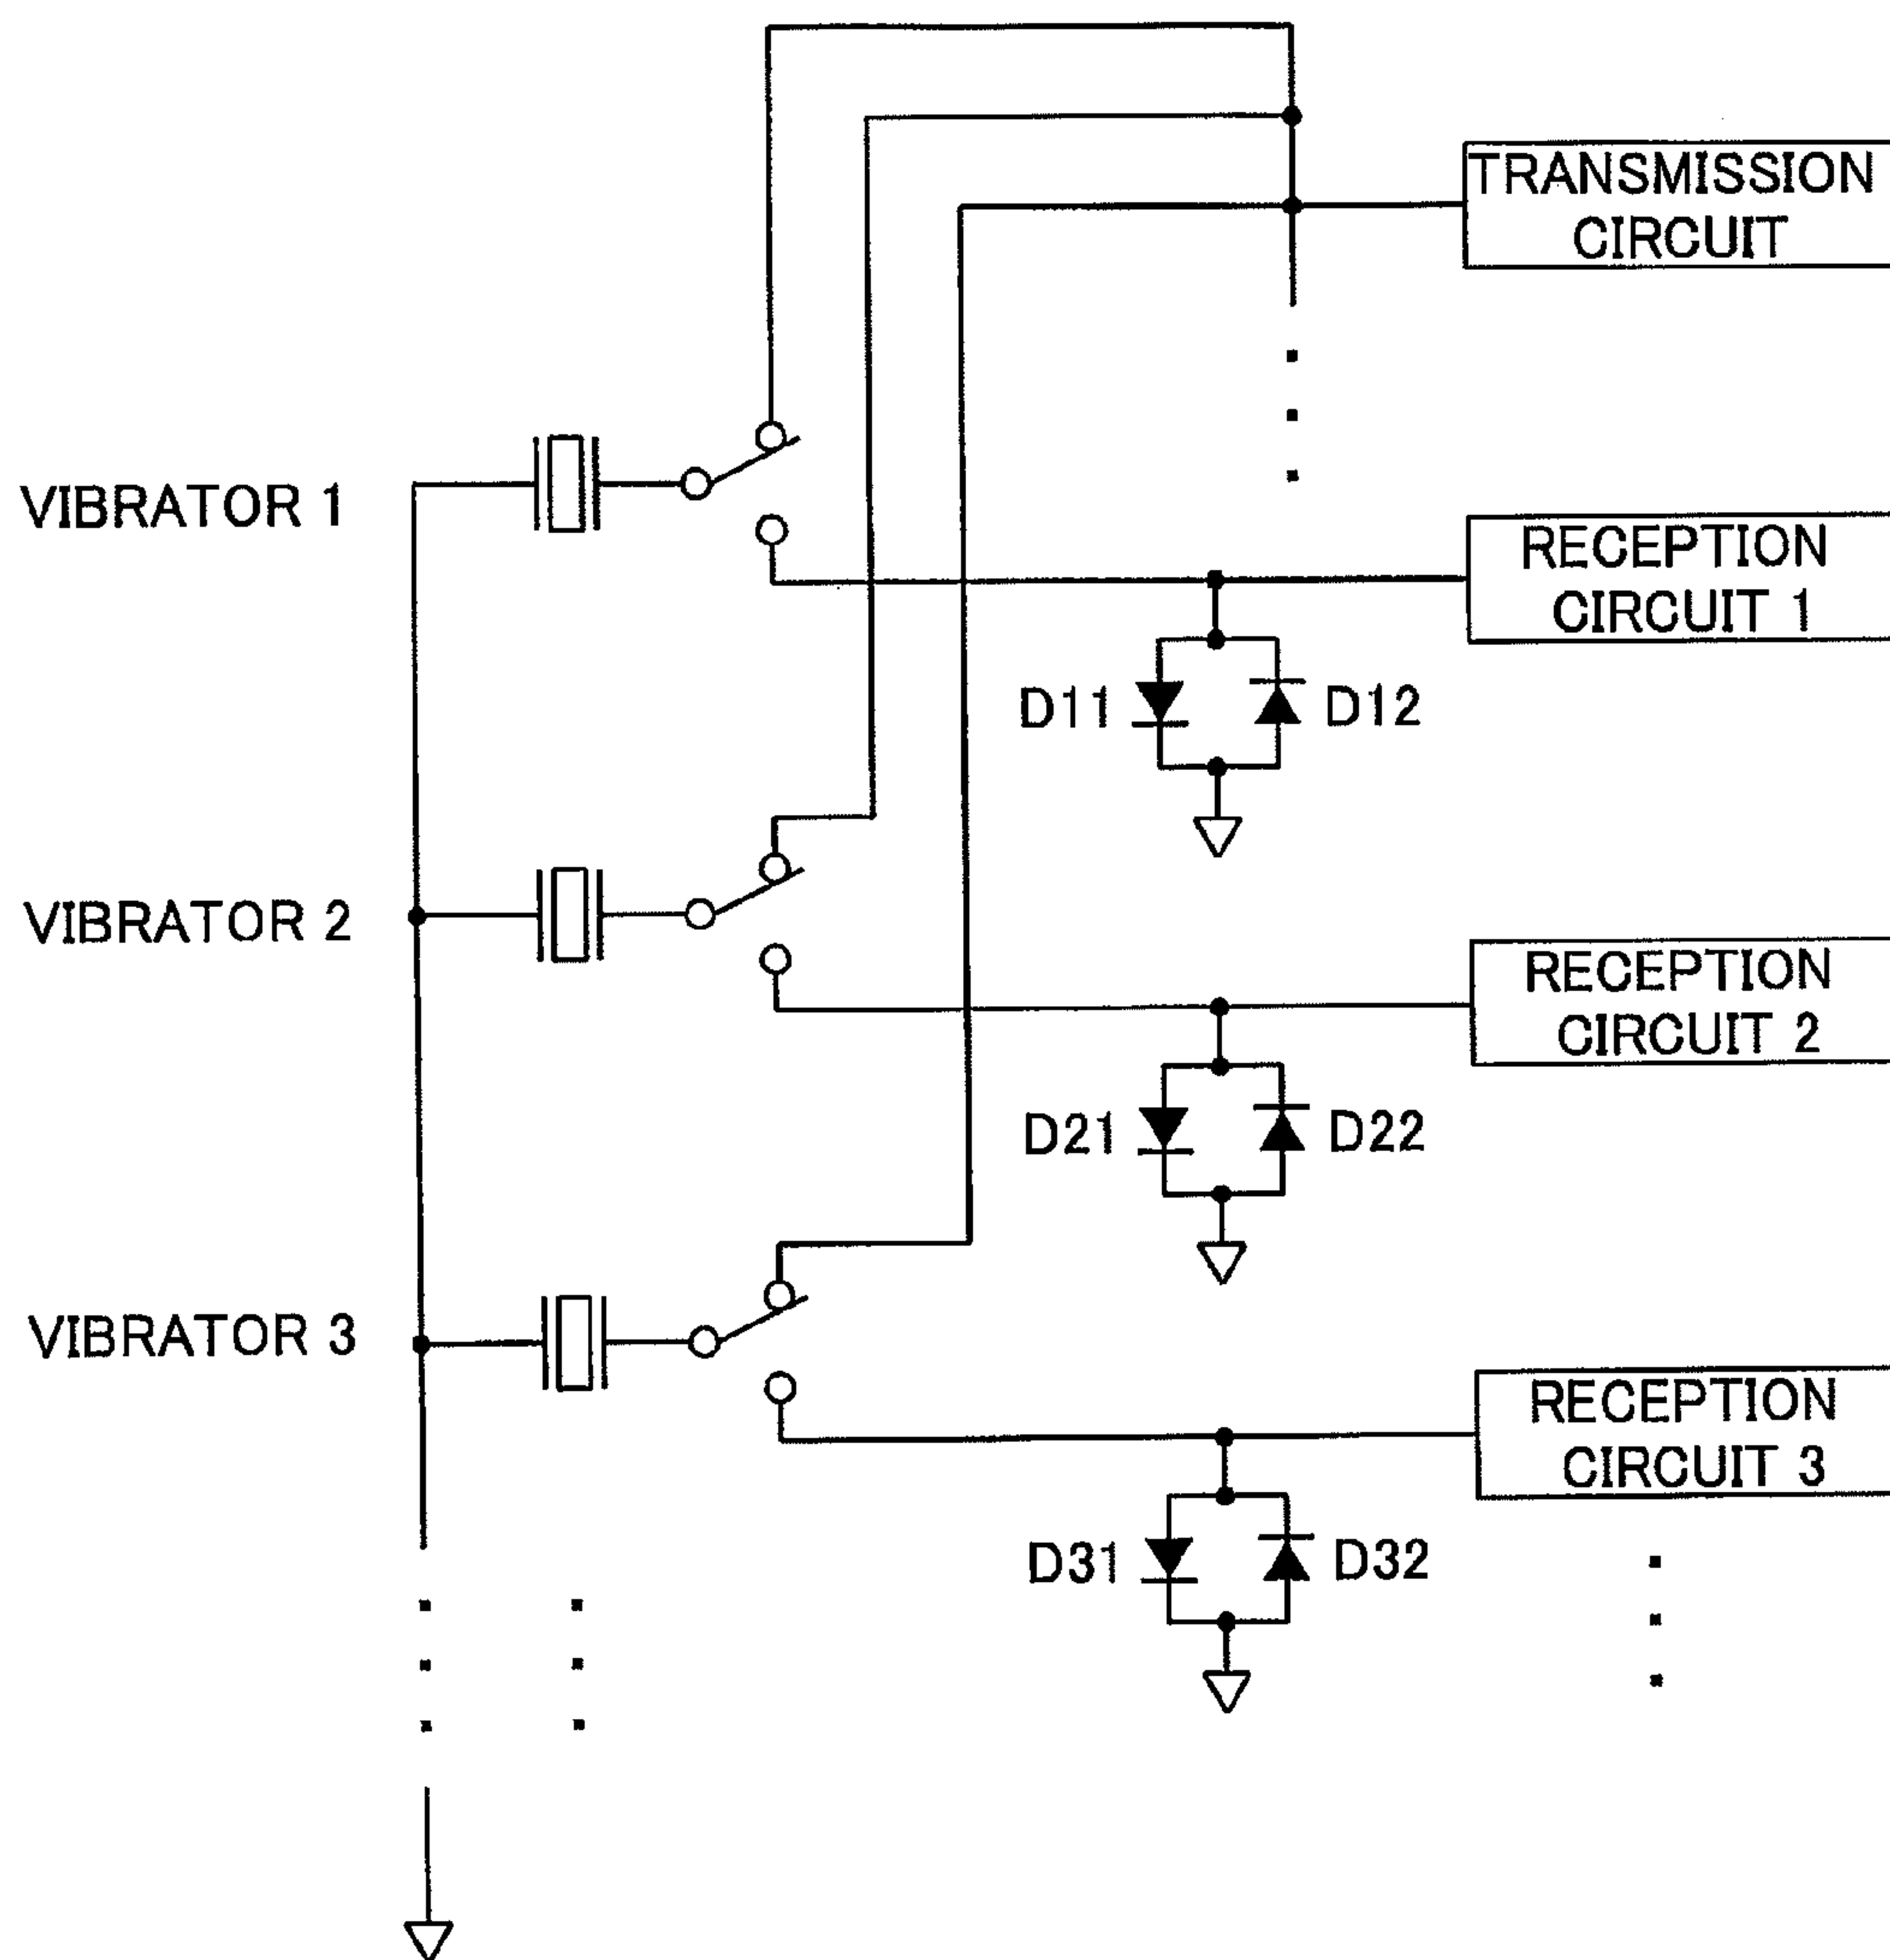 TRANSMISSION
CIRCUIT
VIBRATOR 1
RECEPTION
CIRCUIT 1
D11
D12
VIBRATOR 2
RECEPTION
CIRCUIT 2
D21
D22
VIBRATOR 3
RECEPTION
CIRCUIT 3
D31
D32